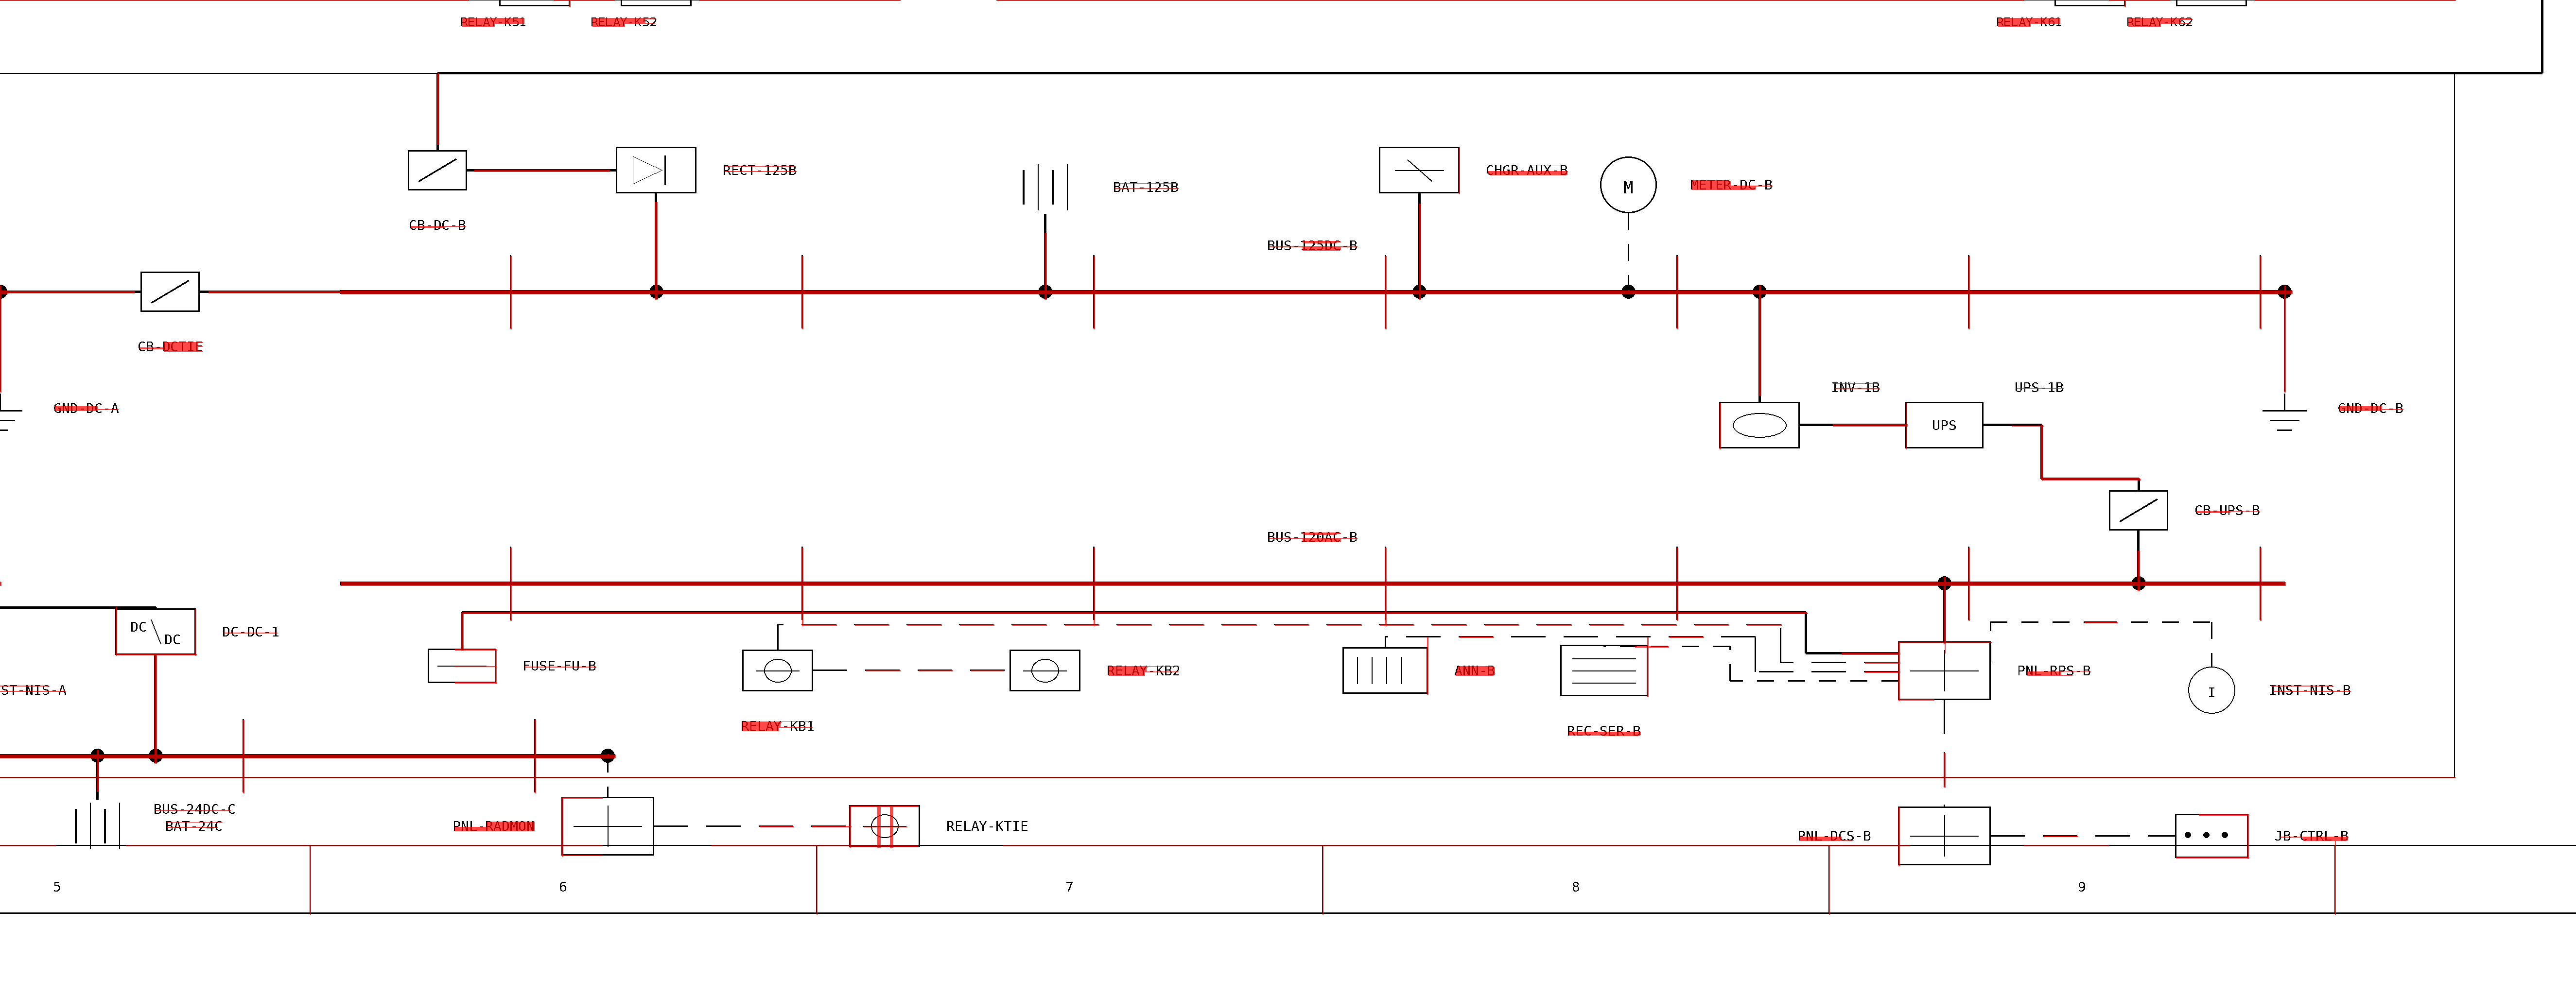 RELAY-K51 RELAY-K52 RELAY-K61 RELAY-K62
RECT-125B CHGR-AUX-B
BAT-125B M METER-DC-B
CB-DC-B
BUS-125DC-B
CB-DCTIE
INV-1B UPS-1B
GND-DC-A GND-DC-B
UPS
CB-UPS-B
BUS-120AC-B
DC DC DC-DC-1
FUSE-FU-B RELAY-KB2 ANN-B PNL-RPS-B
ST-NIS-A I INST-NIS-B
RELAY-KB1 REC-SER-B
BUS-24DC-C
BAT-24C PNL-RADMON RELAY-KTIE
PNL-DCS-B JB-CTRL-B
5 6 7 8 9